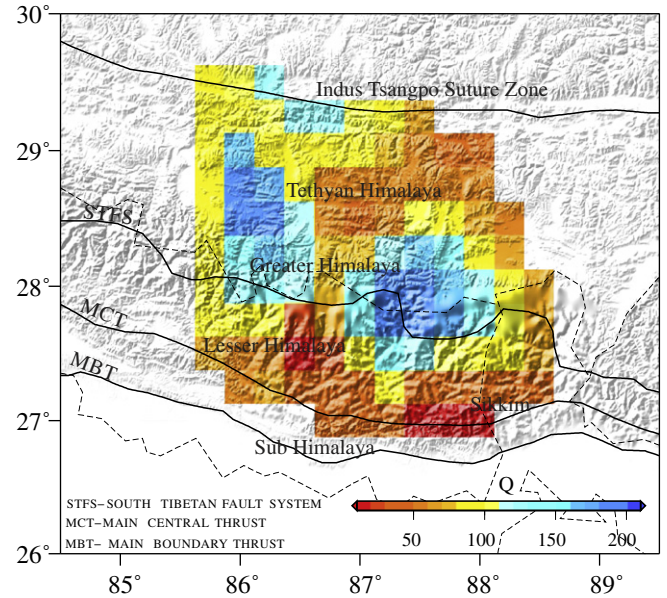 30°
Indus Tsangpo Suture Zone
29°
Tethyan Himalaya
STFS
Greater Himalaya
28°
MCT
Lesser Himalaya
MBT
Sikkim
27°
Sub Himalaya
Q
STFS-SOUTH TIBETAN FAULT SYSTEM
MCT-MAIN CENTRAL THRUST
50 100 150 200
MBT- MAIN BOUNDARY THRUST
26°
85° 86° 87° 88° 89°